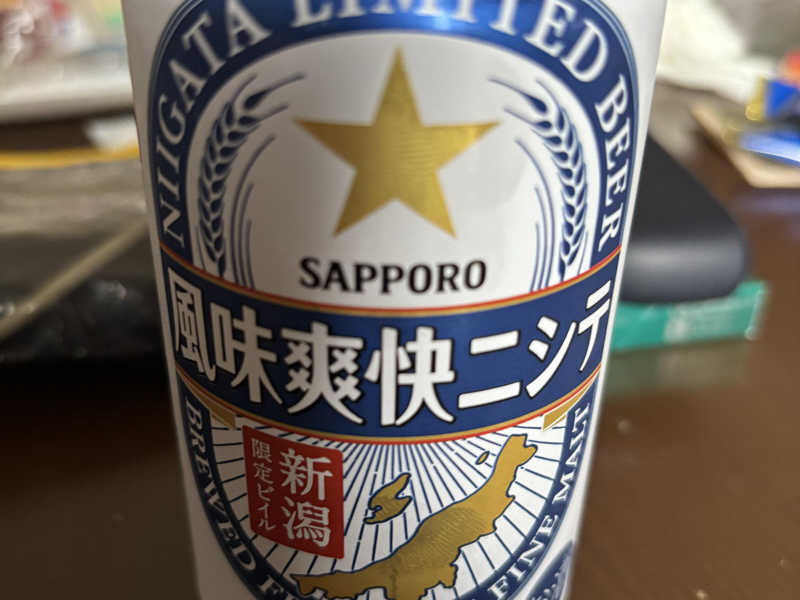 NIIGATA LIMITED BEER
SAPPORO
風味爽快ニシテ
新潟
限定ビイル
BREWED F
FINE MALT